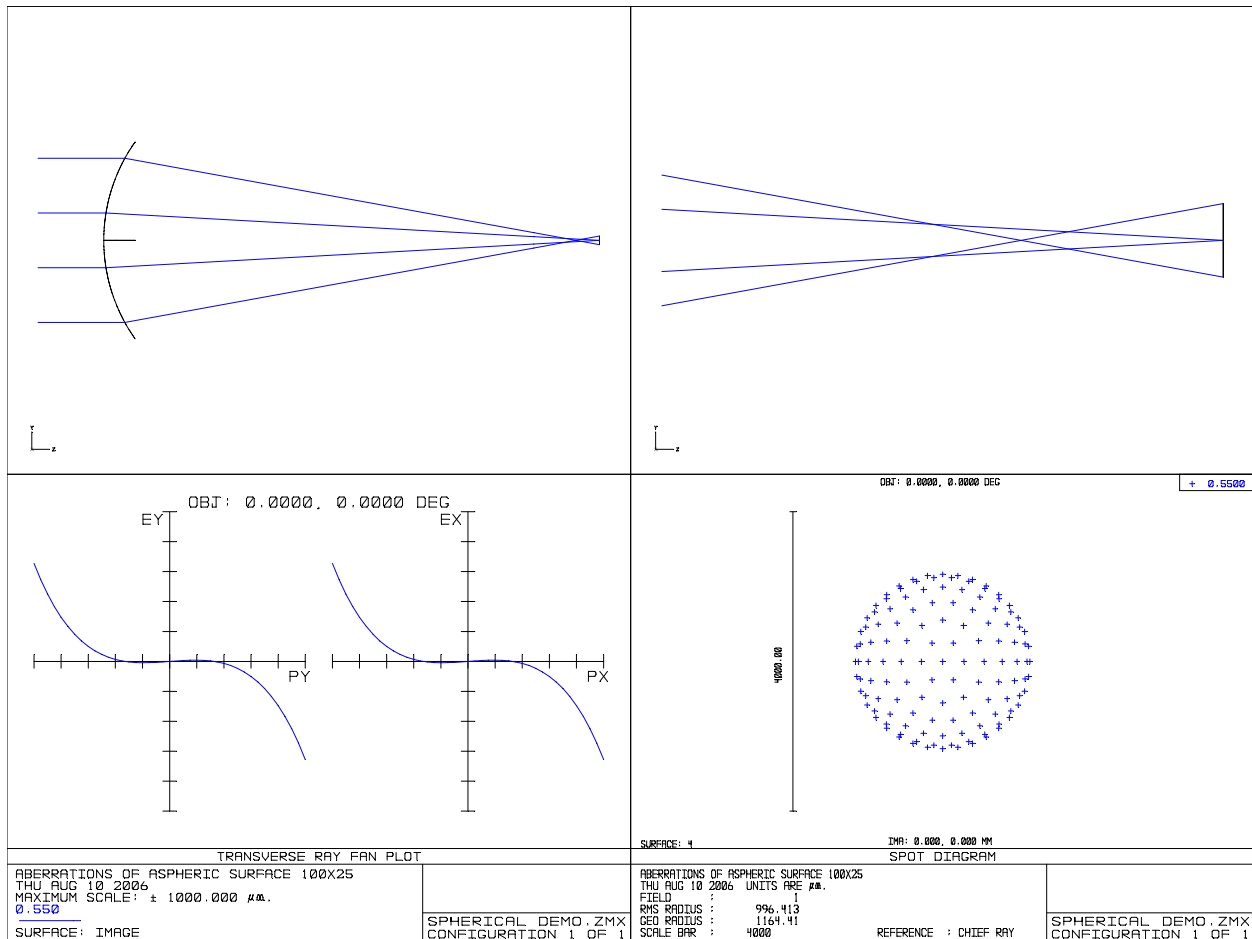 Y
Z
Y
Z
OBJ: 0.0000, 0.0000 DEG
EY
PY
EX
PX
TRANSVERSE RAY FAN PLOT
ABERRATIONS OF ASPHERIC SURFACE 100X25
THU AUG 10 2006
MAXIMUM SCALE: ± 1000.000 µm.
0.550
SURFACE: IMAGE
SPHERICAL DEMO.ZMX
CONFIGURATION 1 OF 1
OBJ: 0.0000, 0.0000 DEG
+ 0.5500
4000.00
SURFACE: 4
IMA: 0.000, 0.000 MM
SPOT DIAGRAM
ABERRATIONS OF ASPHERIC SURFACE 100X25
THU AUG 10 2006 UNITS ARE µm.
FIELD : 1
RMS RADIUS : 996.413
GEO RADIUS : 1164.41
SCALE BAR : 4000 REFERENCE : CHIEF RAY
SPHERICAL DEMO.ZMX
CONFIGURATION 1 OF 1